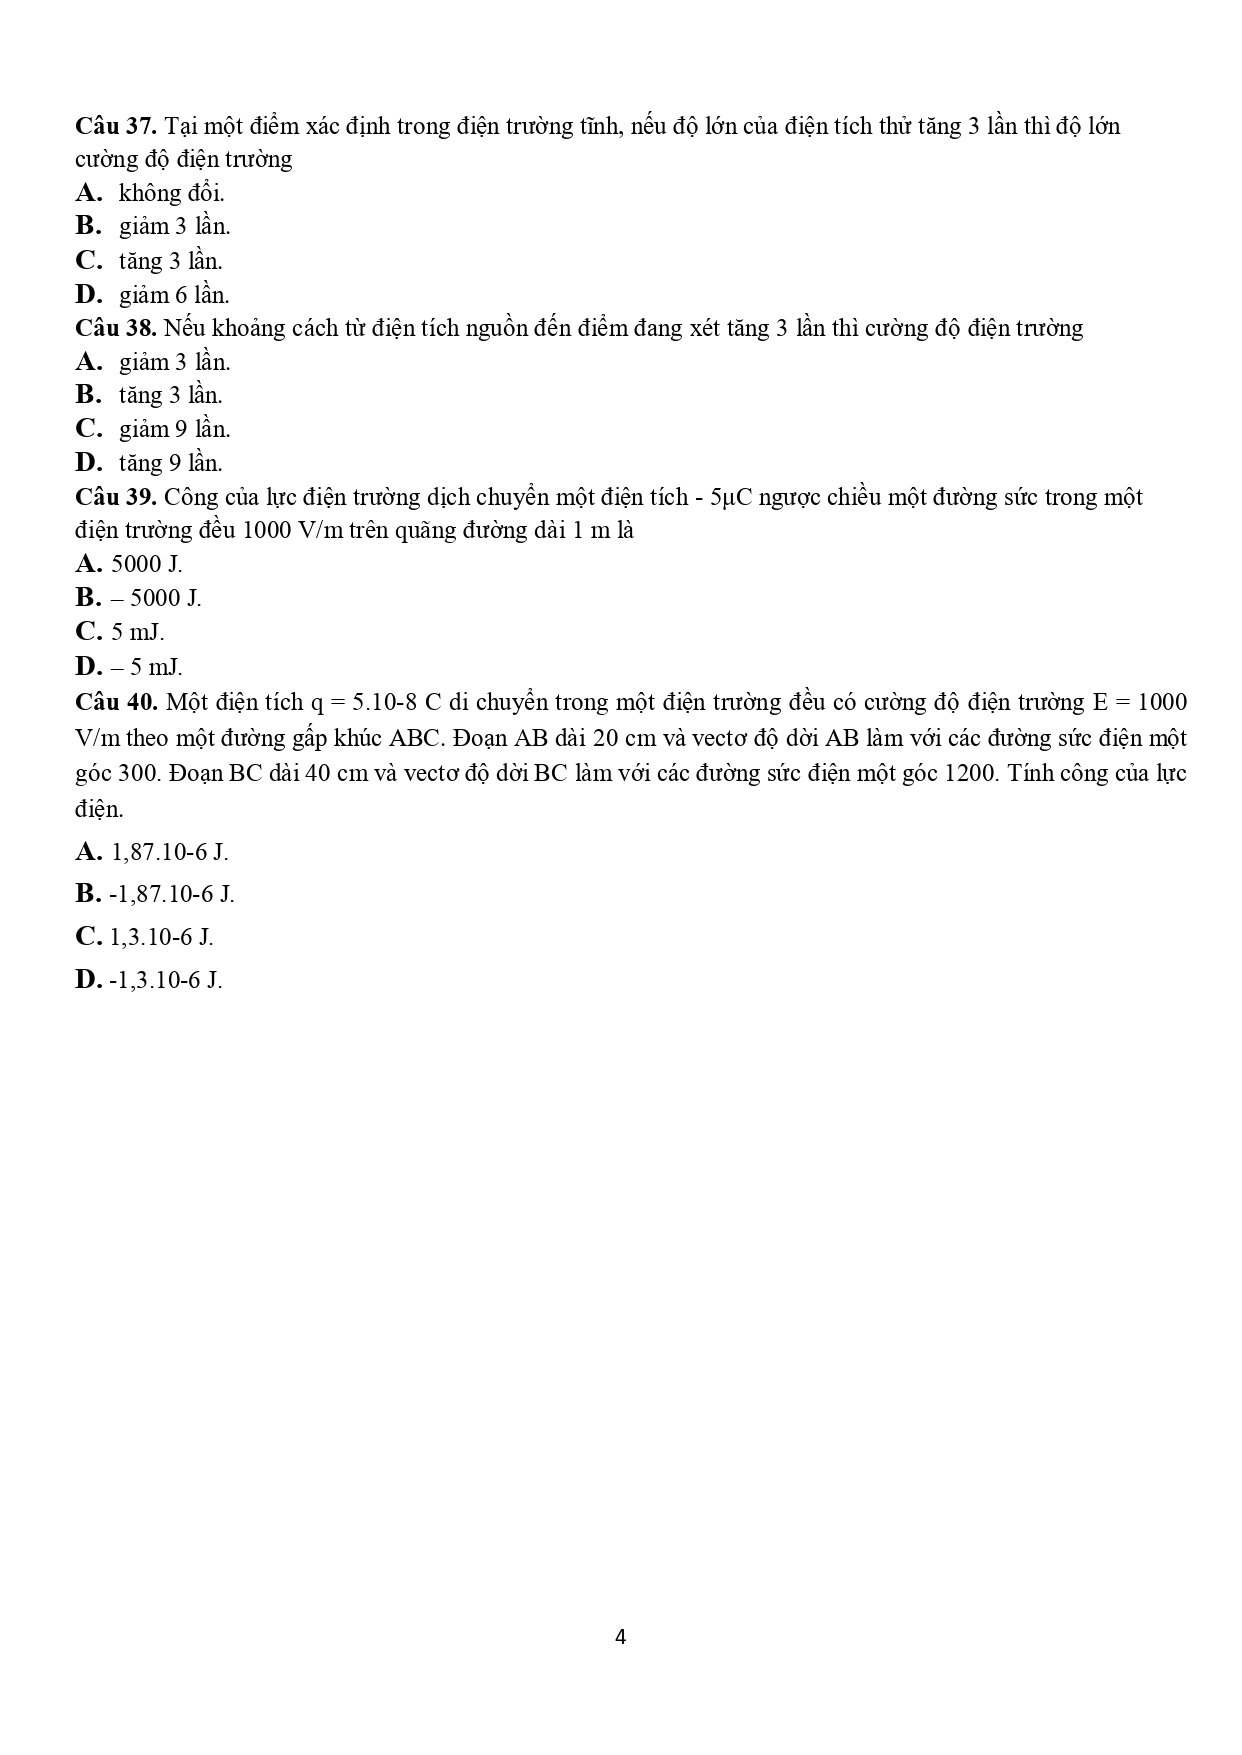 Câu 37. Tại một điểm xác định trong điện trường tĩnh, nếu độ lớn của điện tích thử tăng 3 lần thì độ lớn
cường độ điện trường
A. không đổi.
B. giảm 3 lần.
C. tăng 3 lần.
D. giảm 6 lần.
Câu 38. Nếu khoảng cách từ điện tích nguồn đến điểm đang xét tăng 3 lần thì cường độ điện trường
A. giảm 3 lần.
B. tăng 3 lần.
C. giảm 9 lần.
D. tăng 9 lần.
Câu 39. Công của lực điện trường dịch chuyển một điện tích - 5μC ngược chiều một đường sức trong một
điện trường đều 1000 V/m trên quãng đường dài 1 m là
A. 5000 J.
B. – 5000 J.
C. 5 mJ.
D. – 5 mJ.
Câu 40. Một điện tích q = 5.10-8 C di chuyển trong một điện trường đều có cường độ điện trường E = 1000
V/m theo một đường gấp khúc ABC. Đoạn AB dài 20 cm và vectơ độ dời AB làm với các đường sức điện một
góc 300. Đoạn BC dài 40 cm và vectơ độ dời BC làm với các đường sức điện một góc 1200. Tính công của lực
điện.
A. 1,87.10-6 J.
B. -1,87.10-6 J.
C. 1,3.10-6 J.
D. -1,3.10-6 J.
4